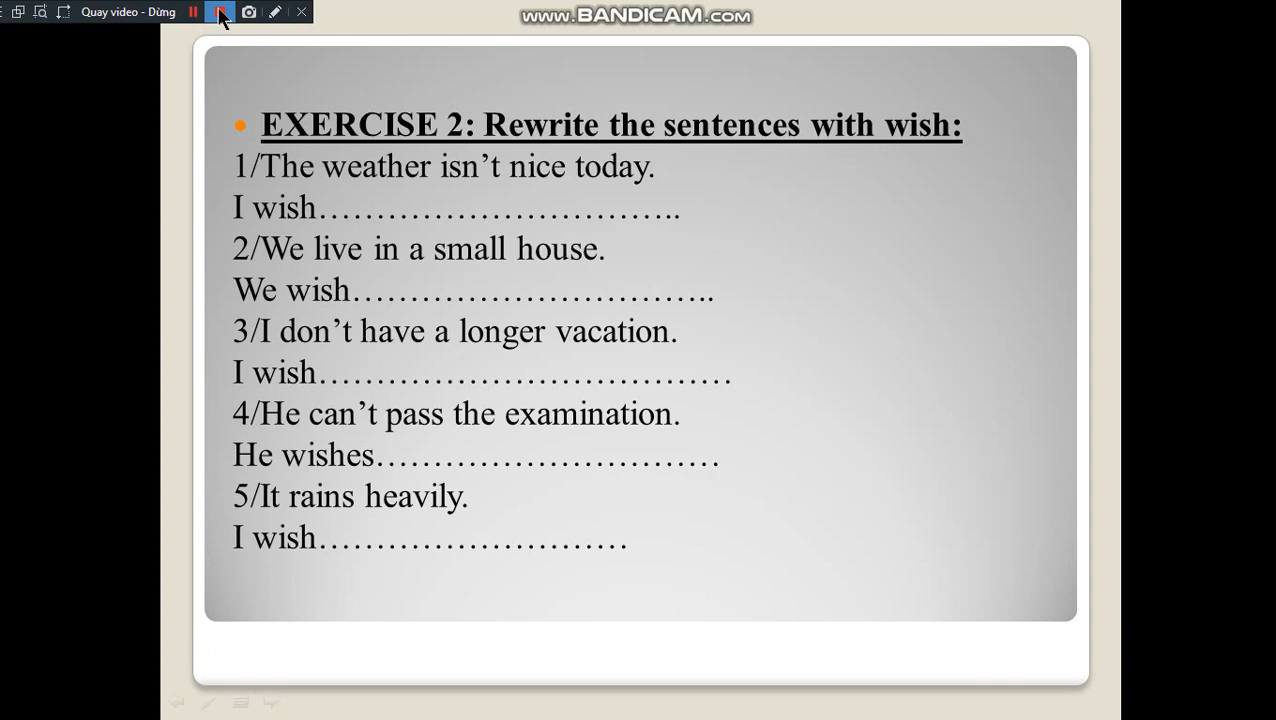 Quay video - Dừng
www.BANDICAM.com
EXERCISE 2: Rewrite the sentences with wish:
1/The weather isn’t nice today.
I wish……………………………..
2/We live in a small house.
We wish……………………………..
3/I don’t have a longer vacation.
I wish………………………………
4/He can’t pass the examination.
He wishes…………………………
5/It rains heavily.
I wish………………………